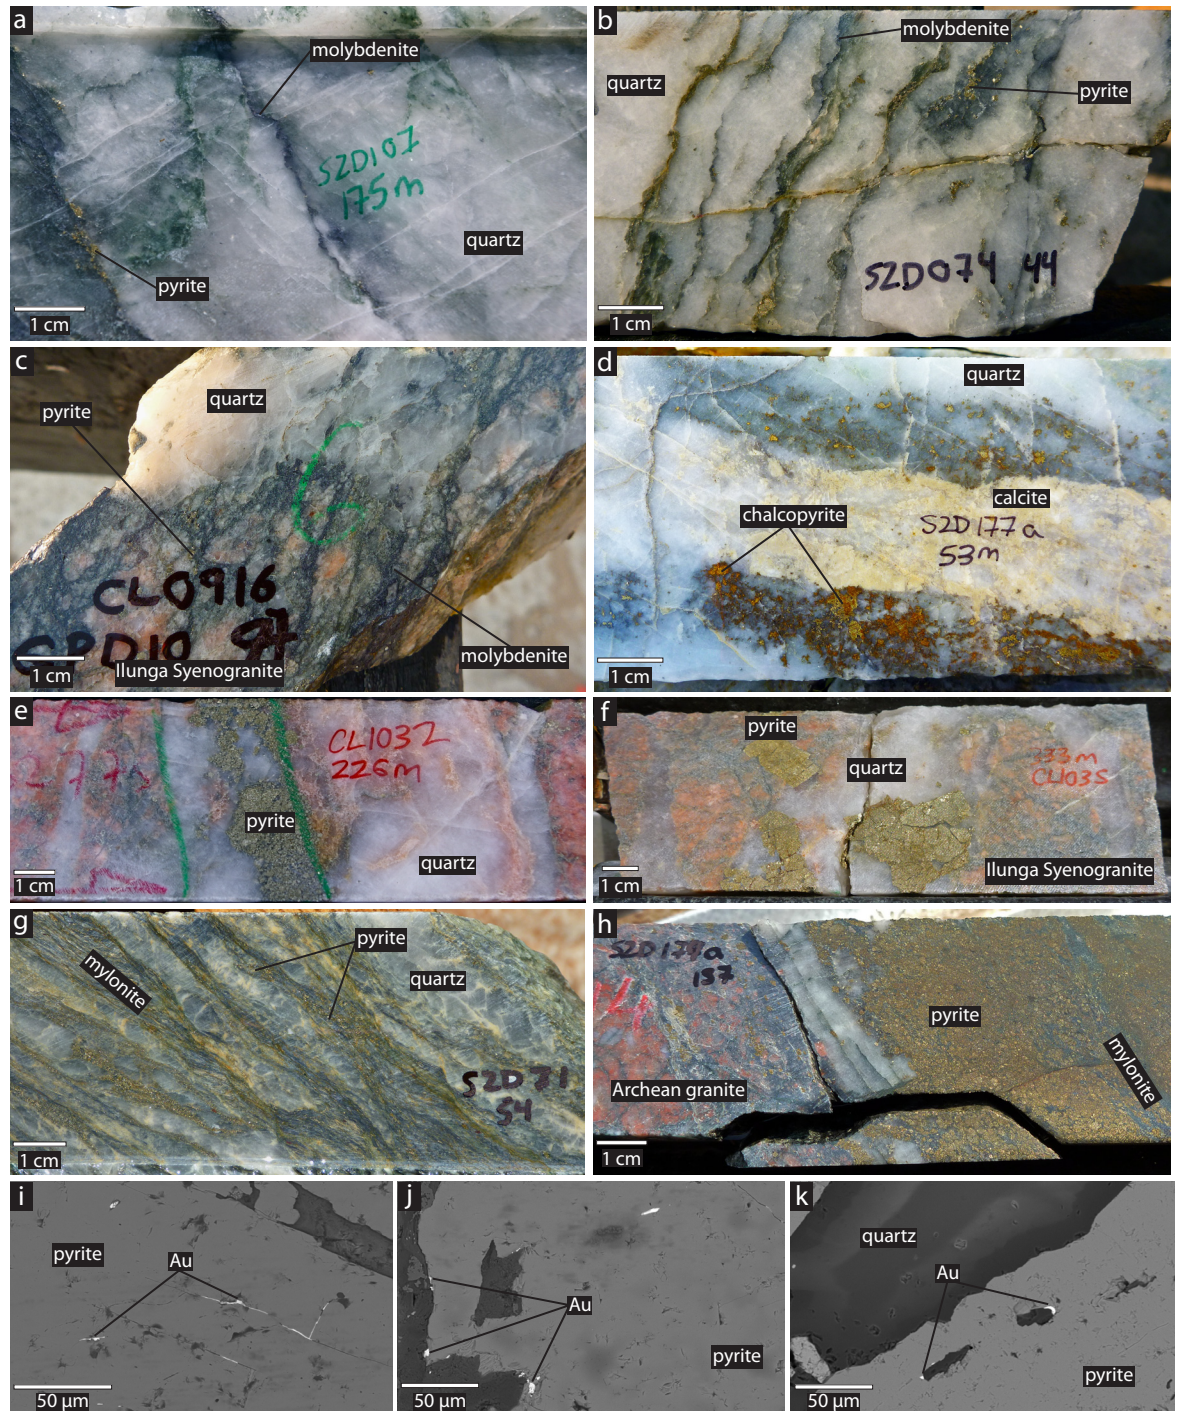 a
molybdenite
SZD107
175m
quartz
pyrite
1 cm
b
molybdenite
quartz
pyrite
SZD074 44
1 cm
c
quartz
pyrite
CL0916
GPD10 97
molybdenite
1 cm
Ilunga Syenogranite
d
quartz
calcite
chalcopyrite
SZD177a
53m
1 cm
e
CL1032
226m
pyrite
quartz
1 cm
f
pyrite
quartz
233m
CL1035
Ilunga Syenogranite
1 cm
g
pyrite
quartz
mylonite
SZD71
54
1 cm
h
SZD177a
157
pyrite
mylonite
Archean granite
1 cm
i
pyrite
Au
50 µm
j
Au
pyrite
50 µm
k
quartz
Au
pyrite
50 µm